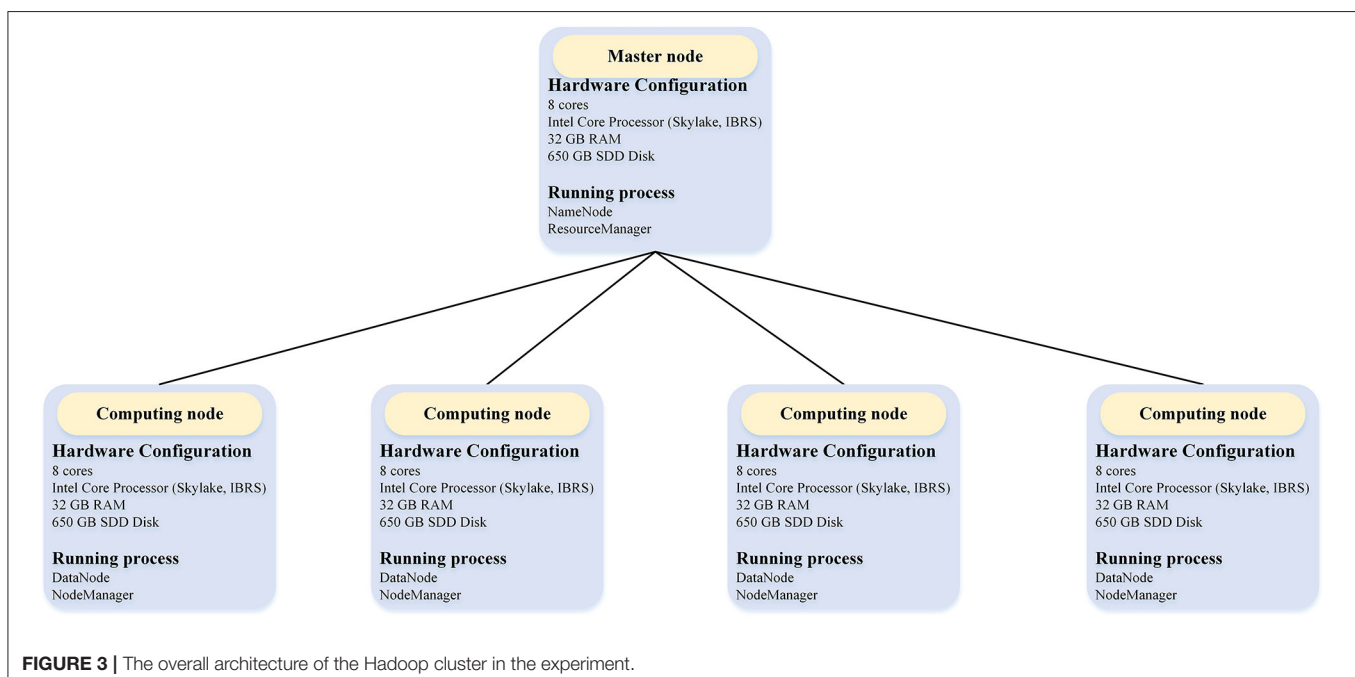 Master node
Hardware Configuration
8 cores
Intel Core Processor (Skylake, IBRS)
32 GB RAM
650 GB SDD Disk
Running process
NameNode
ResourceManager
Computing node
Hardware Configuration
8 cores
Intel Core Processor (Skylake, IBRS)
32 GB RAM
650 GB SDD Disk
Running process
DataNode
NodeManager
Computing node
Hardware Configuration
8 cores
Intel Core Processor (Skylake, IBRS)
32 GB RAM
650 GB SDD Disk
Running process
DataNode
NodeManager
Computing node
Hardware Configuration
8 cores
Intel Core Processor (Skylake, IBRS)
32 GB RAM
650 GB SDD Disk
Running process
DataNode
NodeManager
Computing node
Hardware Configuration
8 cores
Intel Core Processor (Skylake, IBRS)
32 GB RAM
650 GB SDD Disk
Running process
DataNode
NodeManager
FIGURE 3 | The overall architecture of the Hadoop cluster in the experiment.